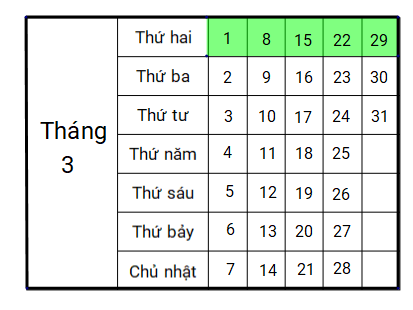 Tháng
3
Thứ hai 1 8 15 22 29
Thứ ba 2 9 16 23 30
Thứ tư 3 10 17 24 31
Thứ năm 4 11 18 25
Thứ sáu 5 12 19 26
Thứ bảy 6 13 20 27
Chủ nhật 7 14 21 28